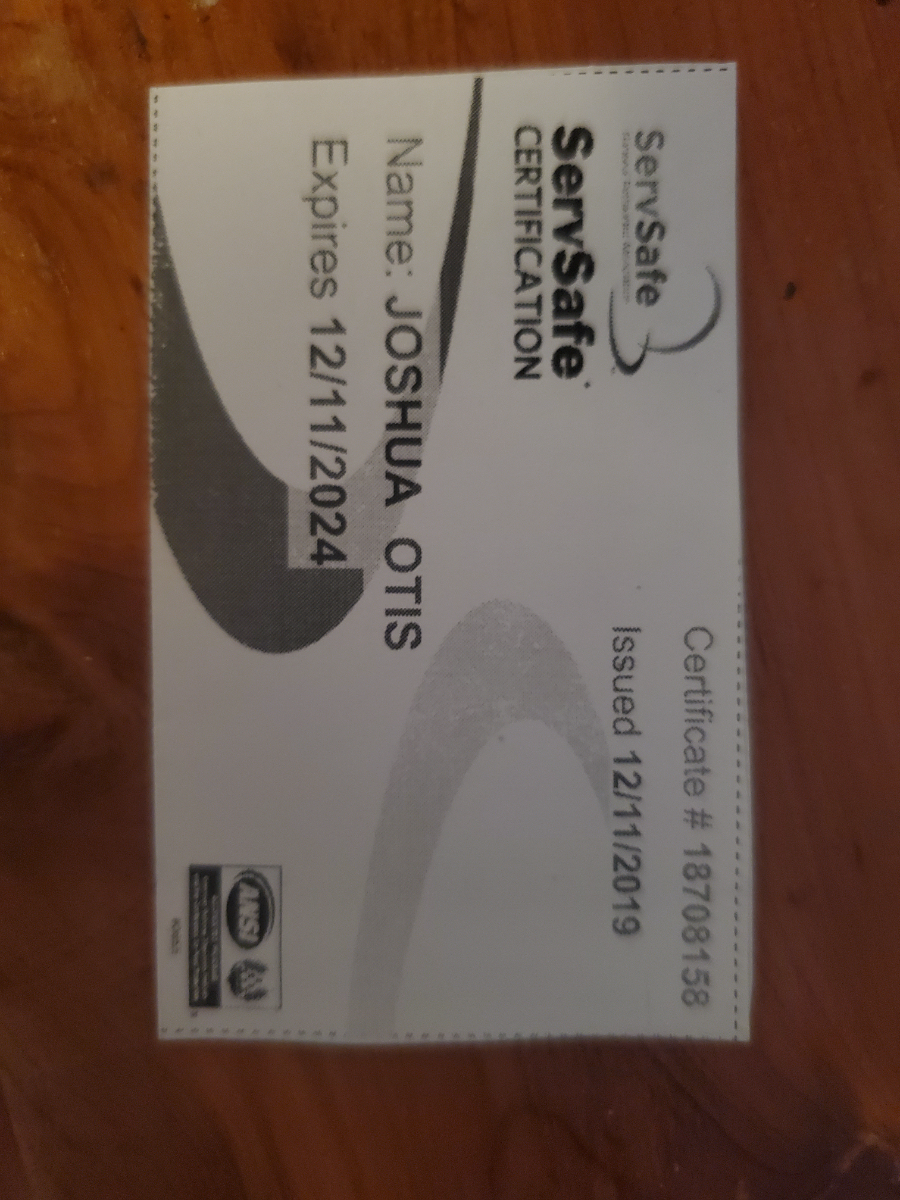 ServSafe
Certificate # 18708158
Issued 12/11/2019
ServSafe
CERTIFICATION
Name: JOSHUA OTIS
Expires 12/11/2024
ANSI